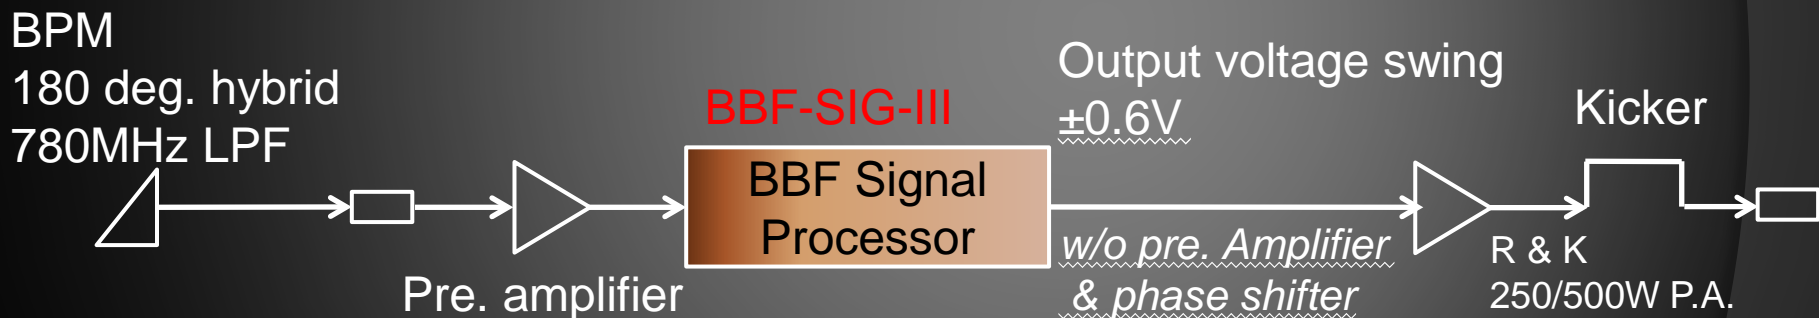 BPM
180 deg. hybrid
780MHz LPF
Pre. amplifier
BBF-SIG-III
BBF Signal
Processor
Output voltage swing
±0.6V
w/o pre. Amplifier
& phase shifter
Kicker
R & K
250/500W P.A.